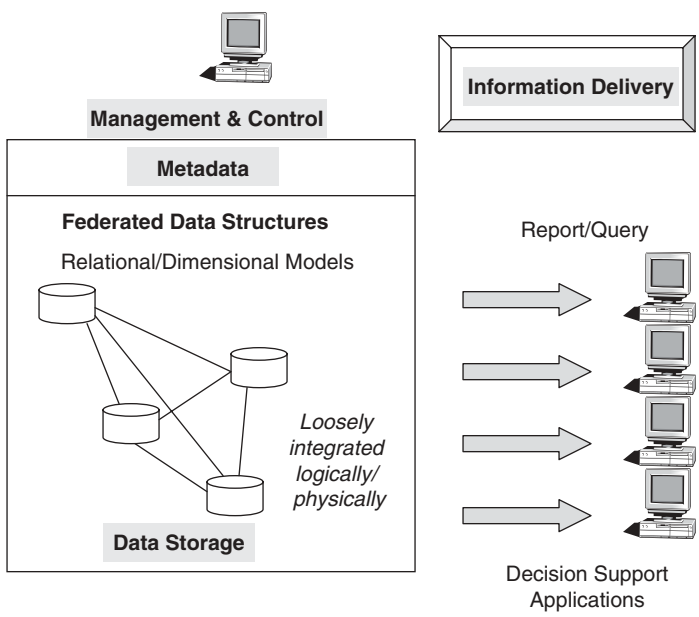 Information Delivery
Management & Control
Metadata
Federated Data Structures
Relational/Dimensional Models
Loosely
integrated
logically/
physically
Data Storage
Report/Query
Decision Support
Applications